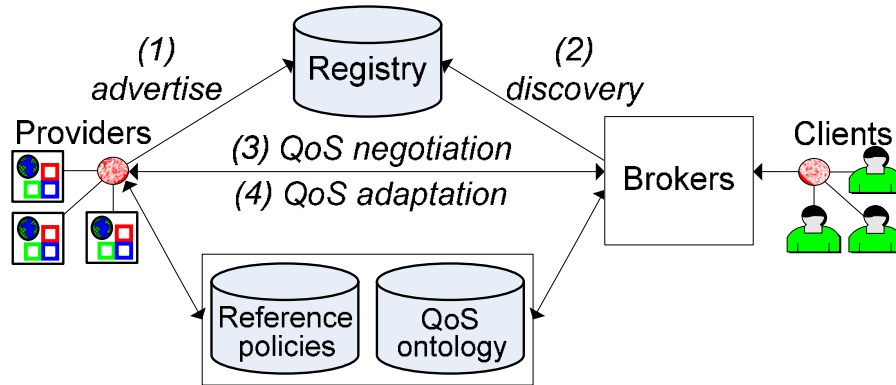 (1)
advertise
Registry
(2)
discovery
Providers
(3) QoS negotiation
(4) QoS adaptation
Brokers
Clients
Reference
policies
QoS
ontology